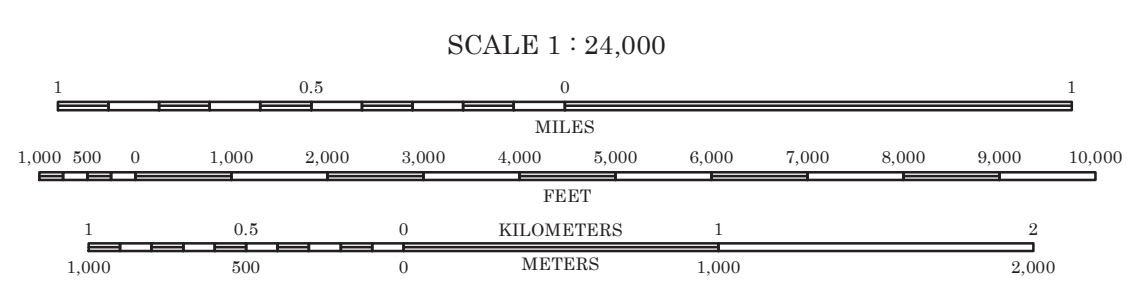 SCALE 1 : 24,000
1 0.5 0 1
MILES
1,000 500 0 1,000 2,000 3,000 4,000 5,000 6,000 7,000 8,000 9,000 10,000
FEET
1 0.5 0 KILOMETERS 1 2
1,000 500 0 METERS 1,000 2,000